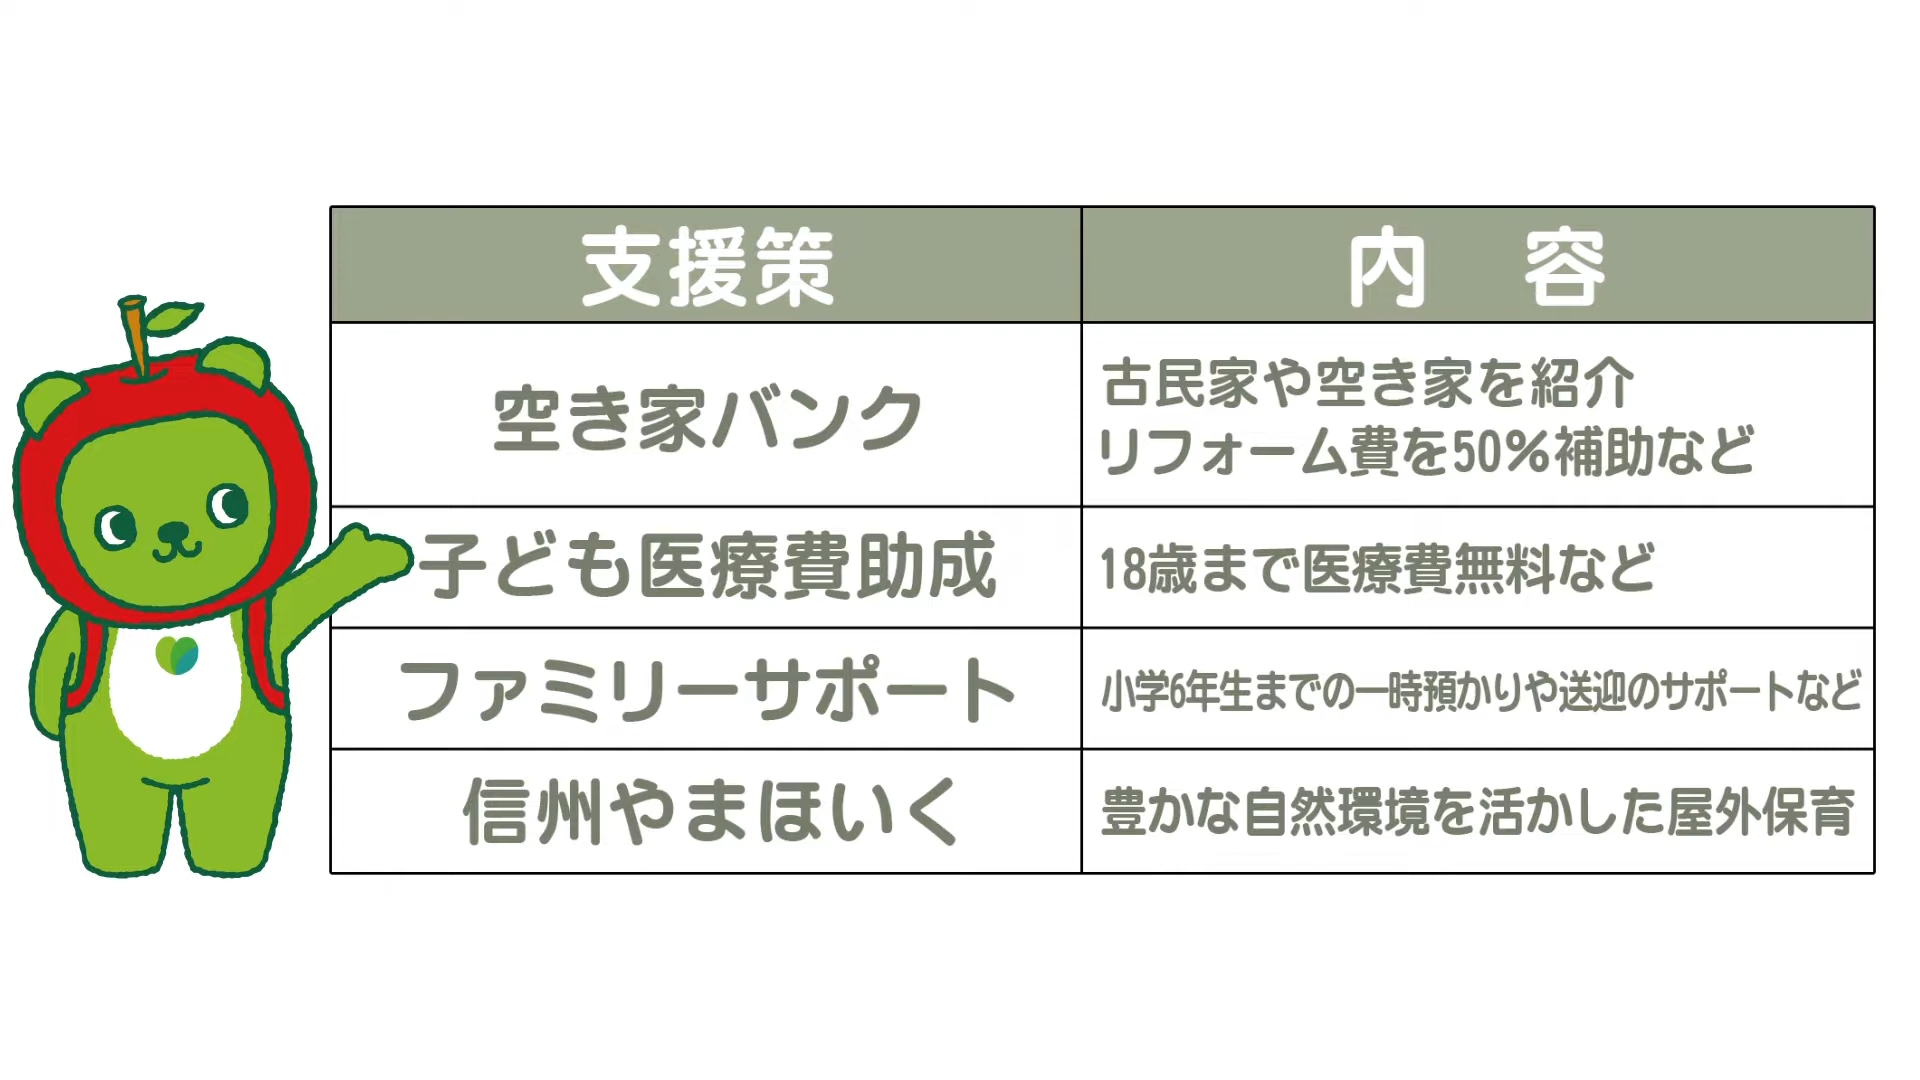 支援策
内　容
空き家バンク
古民家や空き家を紹介
リフォーム費を50%補助など
子ども医療費助成
18歳まで医療費無料など
ファミリーサポート
小学6年生までの一時預かりや送迎のサポートなど
信州やまほいく
豊かな自然環境を活かした屋外保育